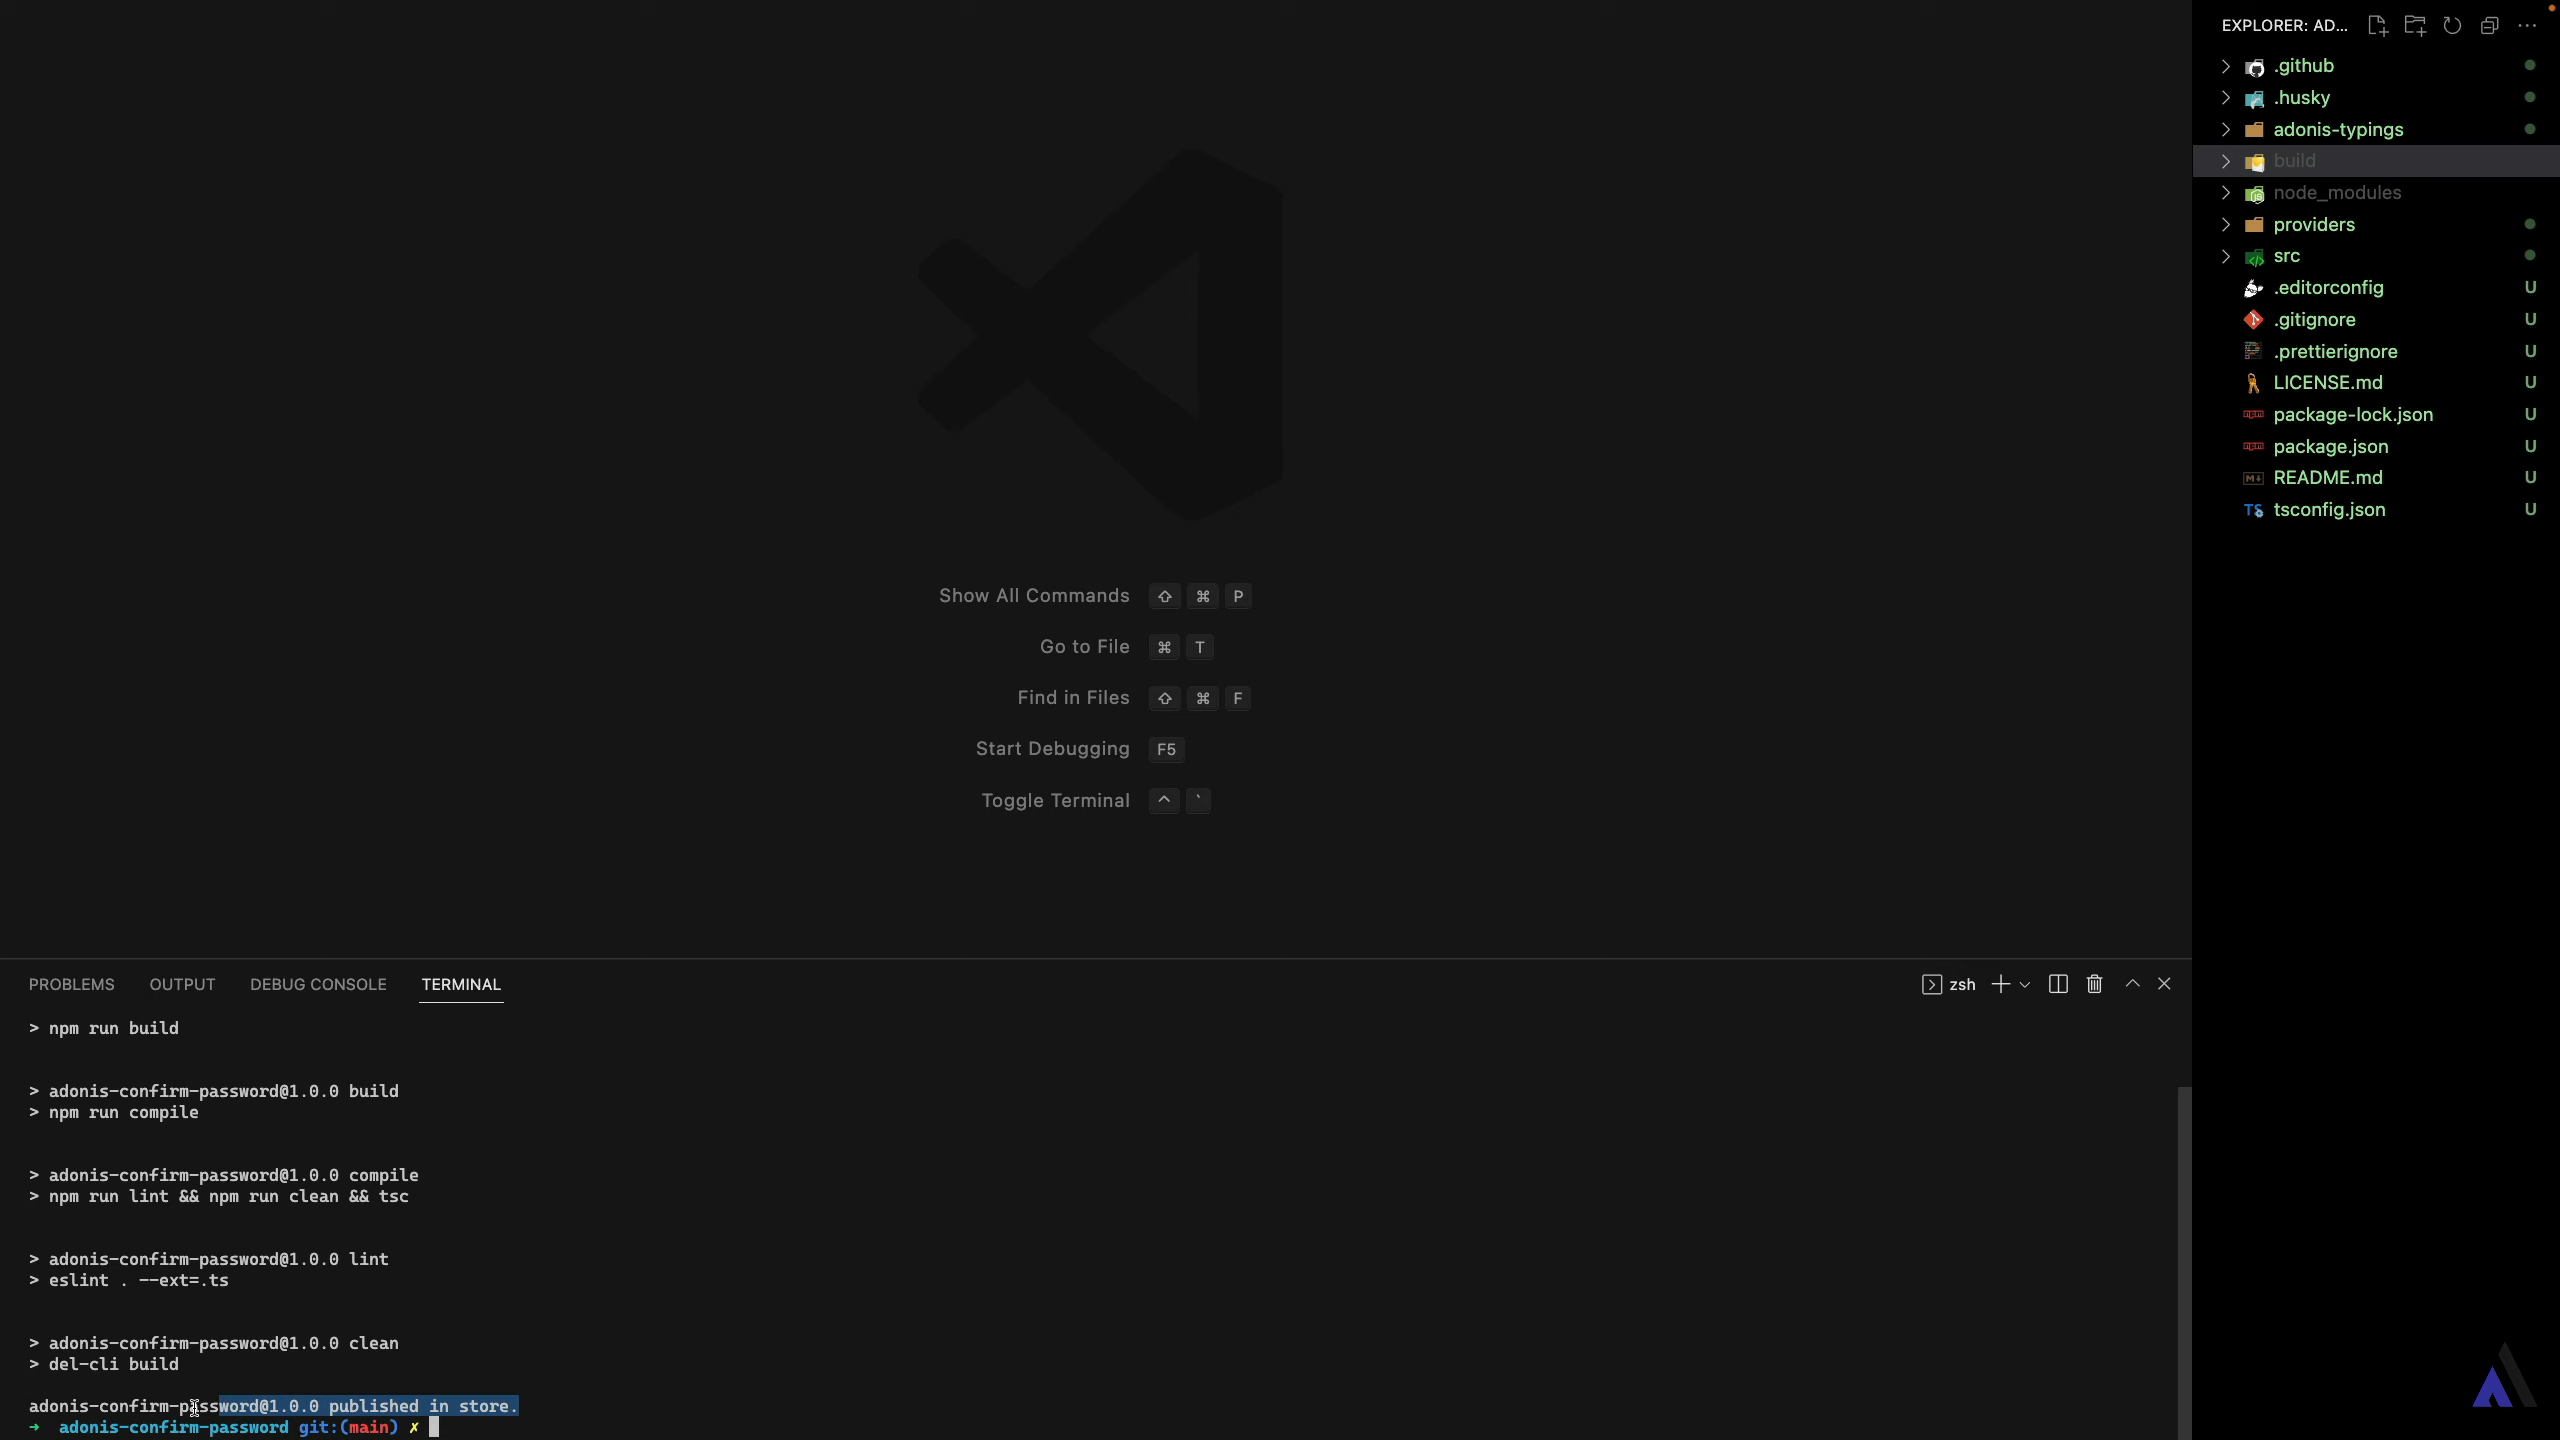 Show All Commands ⇧ ⌘ P
Go to File ⌘ T
Find in Files ⇧ ⌘ F
Start Debugging F5
Toggle Terminal ^ `
PROBLEMS OUTPUT DEBUG CONSOLE TERMINAL zsh
> npm run build
> adonis-confirm-password@1.0.0 build
> npm run compile
> adonis-confirm-password@1.0.0 compile
> npm run lint && npm run clean && tsc
> adonis-confirm-password@1.0.0 lint
> eslint . --ext=.ts
> adonis-confirm-password@1.0.0 clean
> del-cli build
adonis-confirm-password@1.0.0 published in store.
➜ adonis-confirm-password git:(main) ✗
EXPLORER: AD...
.github
.husky
adonis-typings
build
node_modules
providers
src
.editorconfig U
.gitignore U
.prettierignore U
LICENSE.md U
package-lock.json U
package.json U
README.md U
TS tsconfig.json U